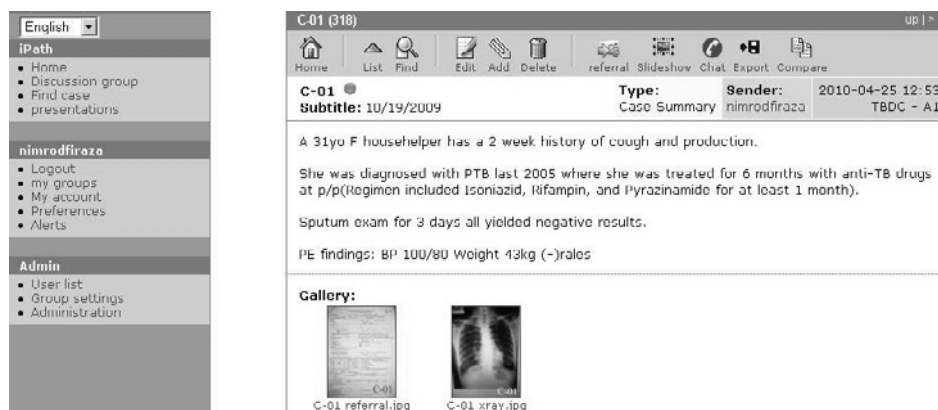 English
iPath
Home
Discussion group
Find case
presentations
nimrodfiraza
Logout
my groups
My account
Preferences
Alerts
Admin
User list
Group settings
Administration
C-01 (318)
up | >
Home
List
Find
Edit
Add
Delete
referral
Slideshow
Chat
Export
Compare
C-01
Subtitle: 10/19/2009
Type:
Case Summary
Sender:
nimrodfiraza
2010-04-25 12:53
TBDC - A1
A 31yo F househelper has a 2 week history of cough and production.
She was diagnosed with PTB last 2005 where she was treated for 6 months with anti-TB drugs
at p/p(Regimen included Isoniazid, Rifampin, and Pyrazinamide for at least 1 month).
Sputum exam for 3 days all yielded negative results.
PE findings: BP 100/80 Weight 43kg (-)rales
Gallery:
C-01
C-01
C-01 referral.jpg
C-01 xray.jpg